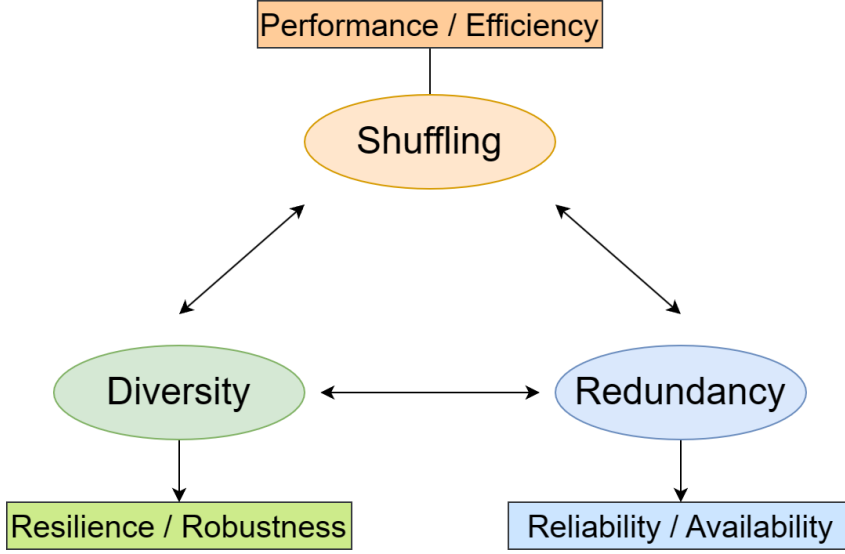 Performance / Efficiency
Shuffling
Diversity
Redundancy
Resilience / Robustness
Reliability / Availability